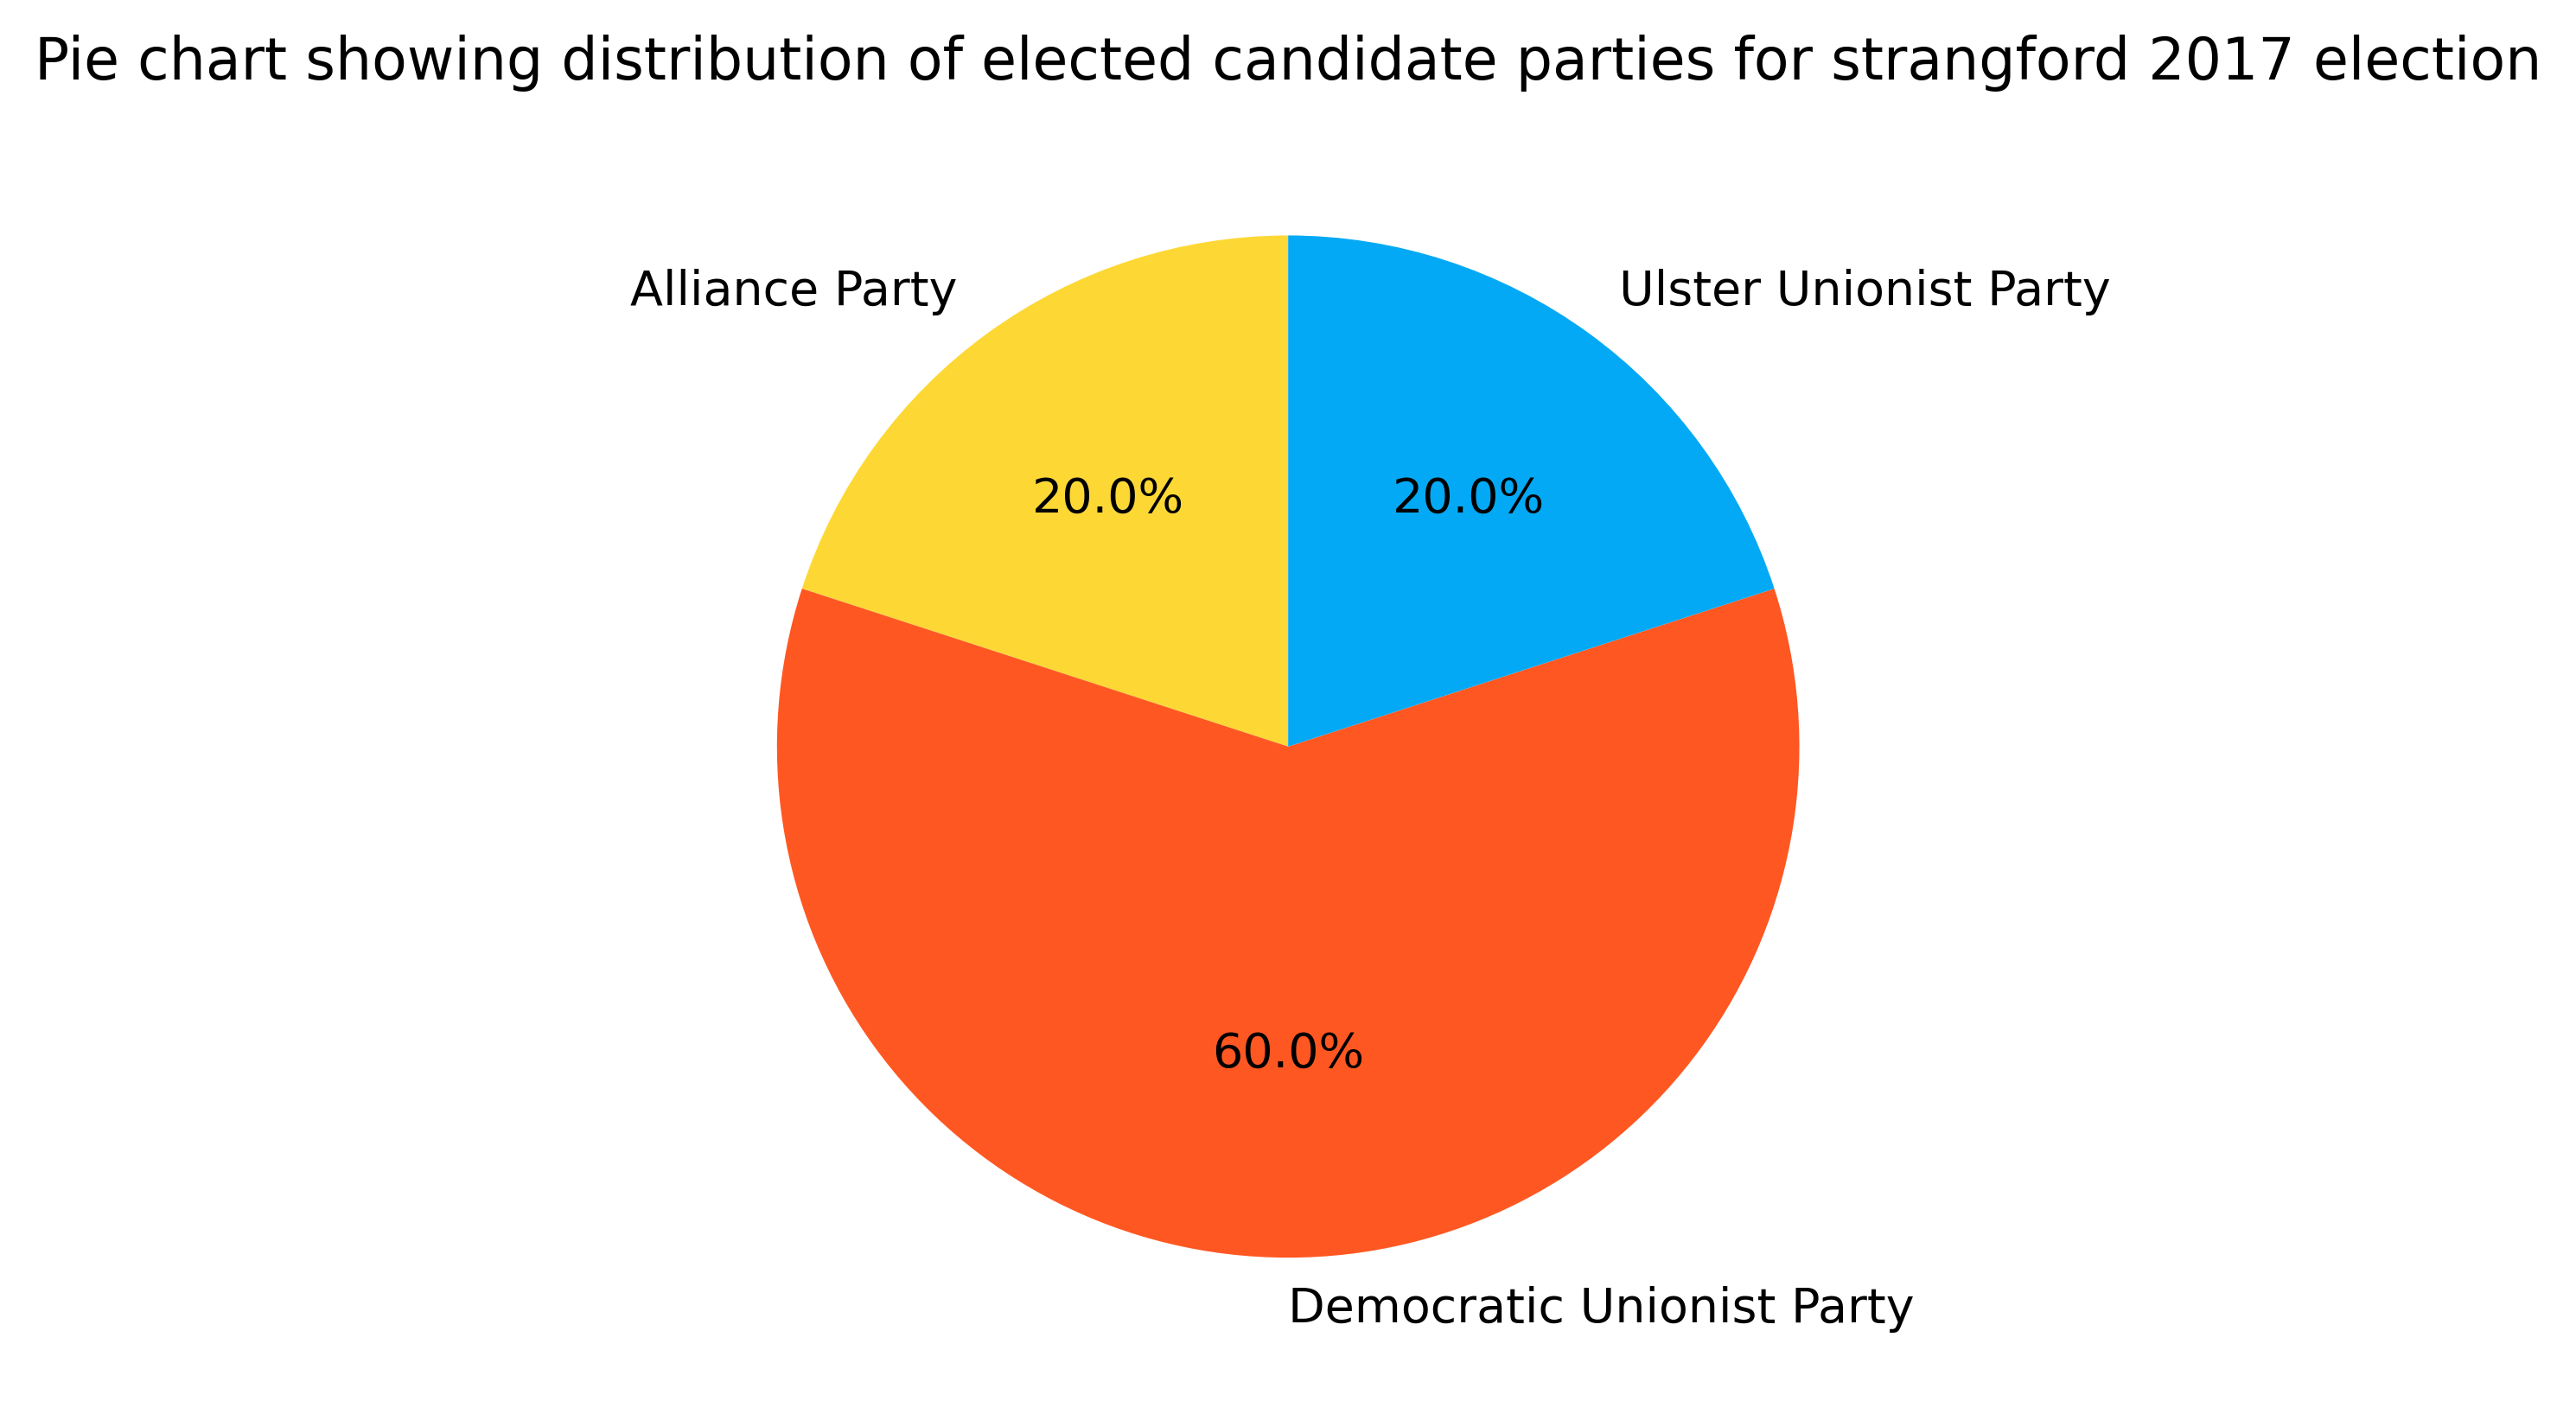 Pie chart showing distribution of elected candidate parties for strangford 2017 election
Alliance Party
Ulster Unionist Party
20.0%
20.0%
60.0%
Democratic Unionist Party